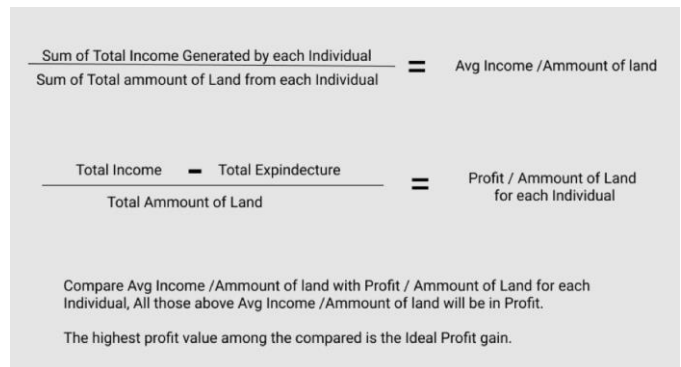 Sum of Total Income Generated by each Individual
Sum of Total ammount of Land from each Individual
= Avg Income /Ammount of land
Total Income - Total Expindecture
Total Ammount of Land
= Profit / Ammount of Land
for each Individual
Compare Avg Income /Ammount of land with Profit / Ammount of Land for each
Individual, All those above Avg Income /Ammount of land will be in Profit.
The highest profit value among the compared is the Ideal Profit gain.